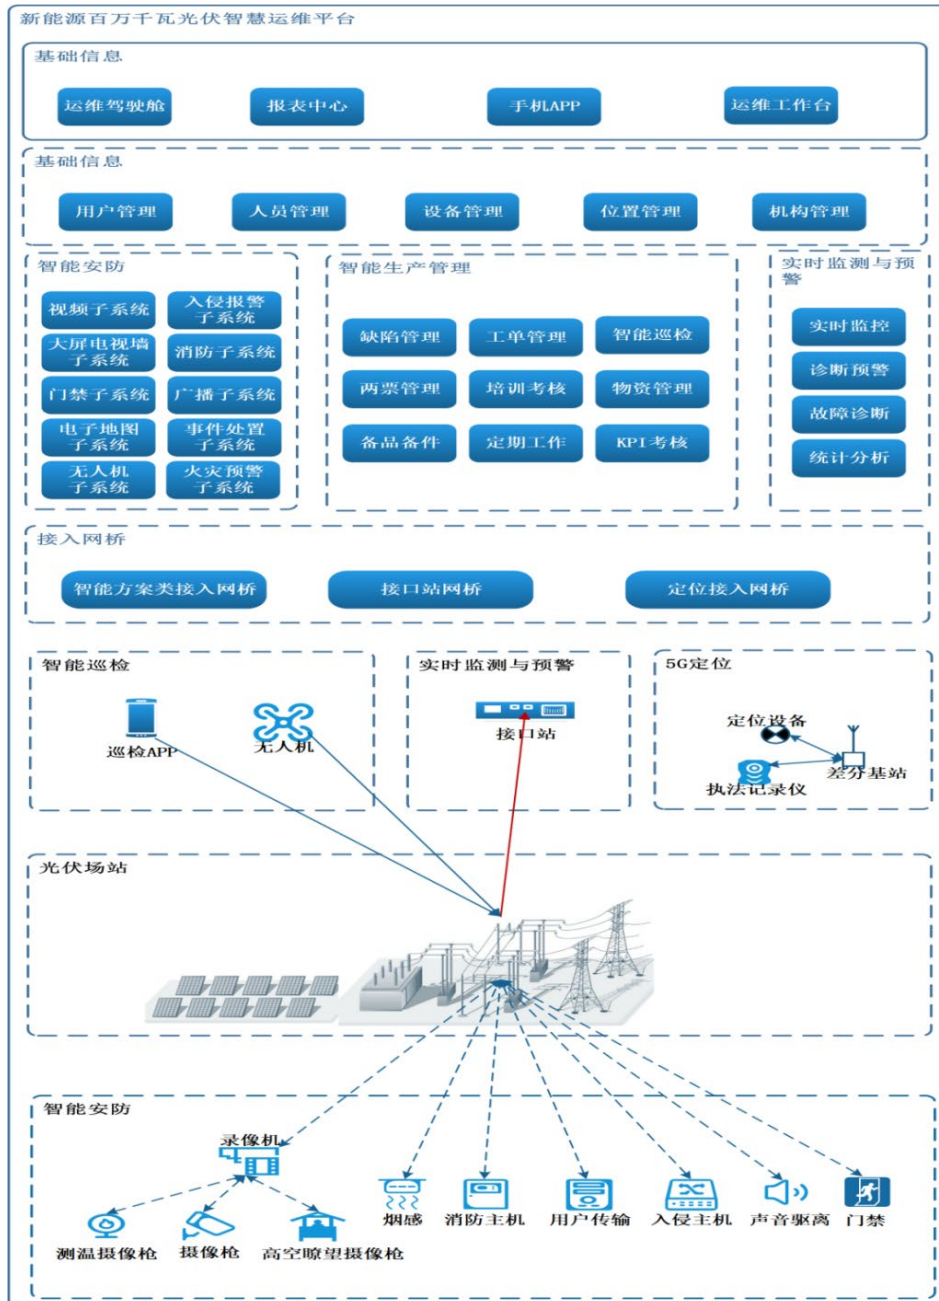 新能源百万千瓦光伏智慧运维平台
基础信息
运维驾驶舱
报表中心
手机APP
运维工作台
基础信息
用户管理
人员管理
设备管理
位置管理
机构管理
智能安防
视频子系统
入侵报警
子系统
大屏电视墙
子系统
消防子系统
门禁子系统
广播子系统
电子地图
子系统
事件处置
子系统
无人机
子系统
火灾预警
子系统
智能生产管理
缺陷管理
工单管理
智能巡检
两票管理
培训考核
物资管理
备品备件
定期工作
KPI考核
实时监测与预
警
实时监控
诊断预警
故障诊断
统计分析
接入网桥
智能方案类接入网桥
接口站网桥
定位接入网桥
智能巡检
巡检APP
无人机
实时监测与预警
接口站
5G定位
定位设备
差分基站
执法记录仪
光伏场站
智能安防
录像机
测温摄像枪
摄像枪
高空瞭望摄像枪
烟感
消防主机
用户传输
入侵主机
声音驱离
门禁